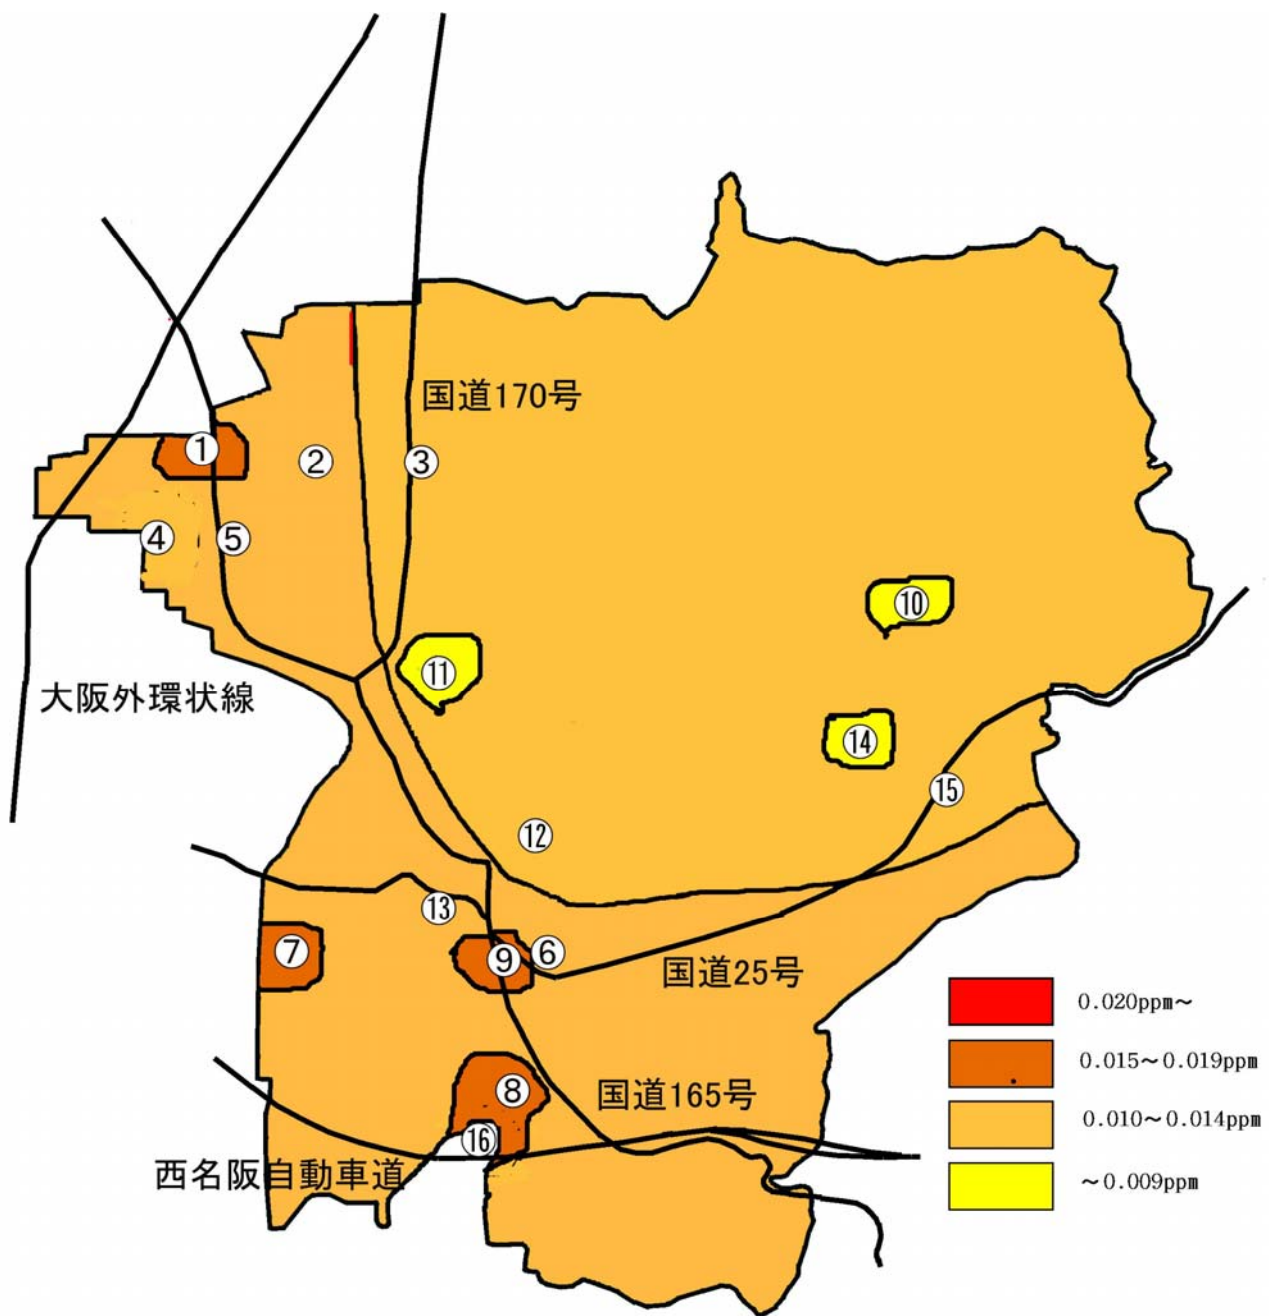 国道170号
①
②
③
④
⑤
⑩
⑪
大阪外環状線
⑭
⑮
⑫
⑬
⑦
⑨
⑥
国道25号
0.020ppm～
0.015～0.019ppm
⑧
国道165号
0.010～0.014ppm
⑯
西名阪自動車道
～0.009ppm